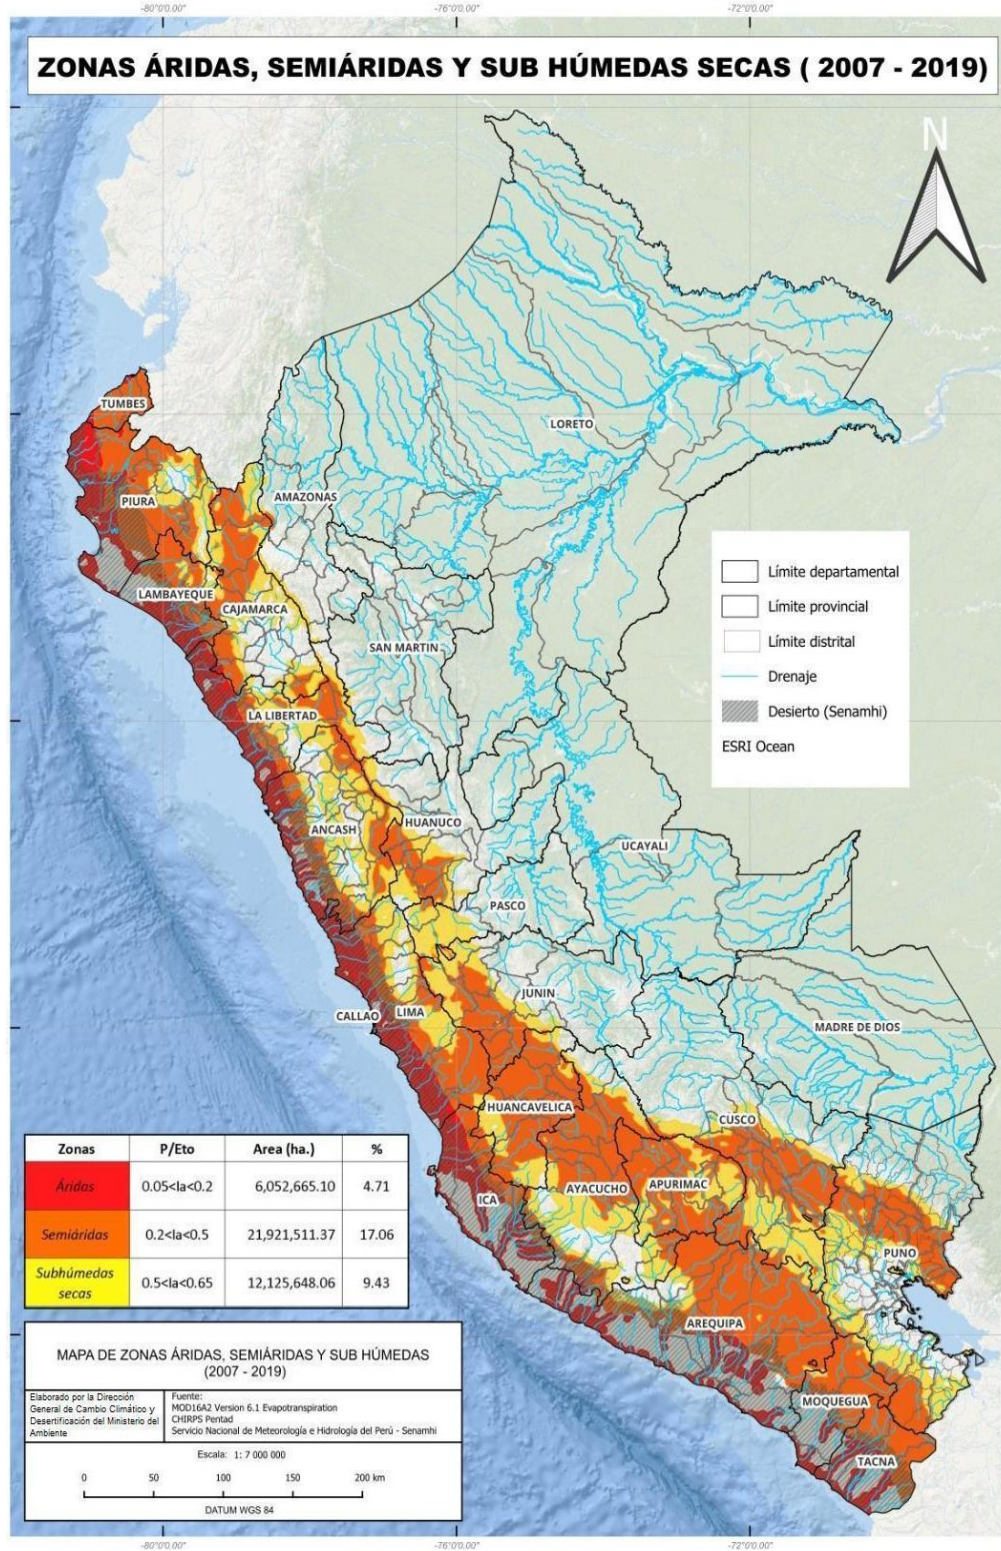 -80°0'0.00"
-76°0'0.00"
-72°0'0.00"
ZONAS ÁRIDAS, SEMIÁRIDAS Y SUB HÚMEDAS SECAS ( 2007 - 2019)
N
TUMBES
LORETO
PIURA
AMAZONAS
LAMBAYEQUE
CAJAMARCA
SAN MARTIN
LA LIBERTAD
ANCASH
HUANUCO
UCAYALI
PASCO
JUNIN
CALLAO
LIMA
MADRE DE DIOS
HUANCAVELICA
CUSCO
AYACUCHO
APURIMAC
ICA
PUNO
AREQUIPA
MOQUEGUA
TACNA
Límite departamental
Límite provincial
Límite distrital
Drenaje
Desierto (Senamhi)
ESRI Ocean
Zonas P/Eto Area (ha.) %
Áridas 0.05<Ia<0.2 6,052,665.10 4.71
Semiáridas 0.2<Ia<0.5 21,921,511.37 17.06
Subhúmedas
secas 0.5<Ia<0.65 12,125,648.06 9.43
MAPA DE ZONAS ÁRIDAS, SEMIÁRIDAS Y SUB HÚMEDAS
(2007 - 2019)
Elaborado por la Dirección
General de Cambio Climático y
Desertificación del Ministerio del
Ambiente
Fuente:
MOD16A2 Version 6.1 Evapotranspiration
CHIRPS Pentad
Servicio Nacional de Meteorología e Hidrología del Perú - Senamhi
Escala: 1: 7 000 000
0 50 100 150 200 km
DATUM WGS 84
-80°0'0.00"
-76°0'0.00"
-72°0'0.00"